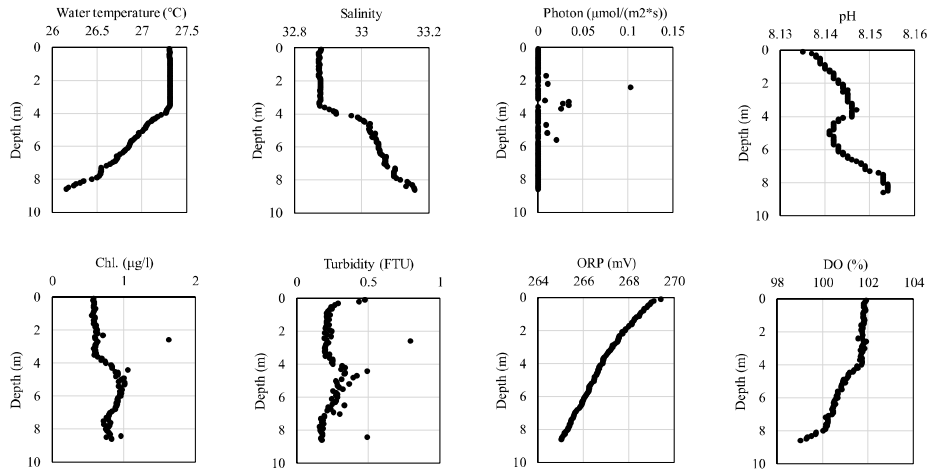 Water temperature (°C)
26 26.5 27 27.5
0
2
4
6
8
10
Depth (m)
Salinity
32.8 33 33.2
0
2
4
6
8
10
Depth (m)
Photon (μmol/(m2*s))
0 0.05 0.1 0.15
0
2
4
6
8
10
Depth (m)
pH
8.13 8.14 8.15 8.16
0
2
4
6
8
10
Depth (m)
Chl. (μg/l)
0 1 2
0
2
4
6
8
10
Depth (m)
Turbidity (FTU)
0 0.5 1
0
2
4
6
8
10
Depth (m)
ORP (mV)
264 266 268 270
0
2
4
6
8
10
Depth (m)
DO (%)
98 100 102 104
0
2
4
6
8
10
Depth (m)